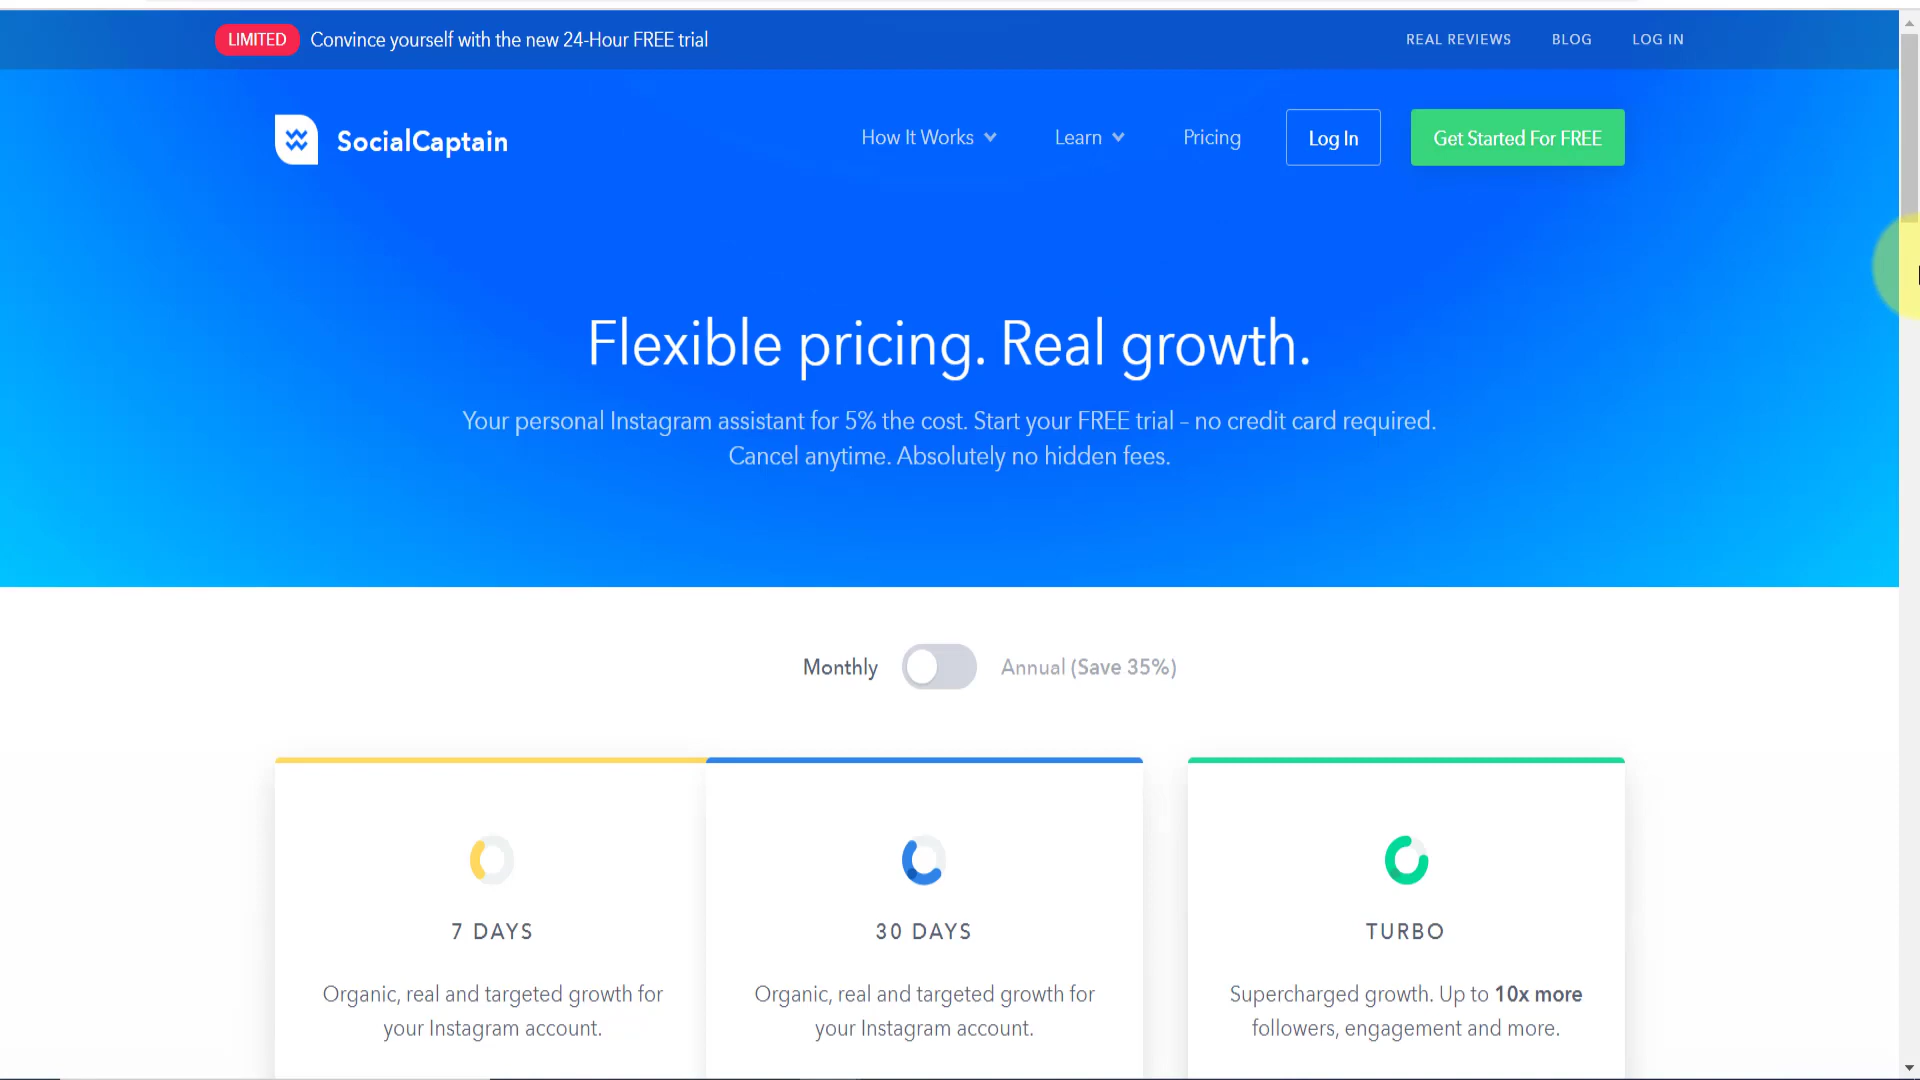 LIMITED Convince yourself with the new 24-Hour FREE trial
REAL REVIEWS BLOG LOG IN
SocialCaptain
How It Works Learn Pricing Log In Get Started For FREE
Flexible pricing. Real growth.
Your personal Instagram assistant for 5% the cost. Start your FREE trial – no credit card required.
Cancel anytime. Absolutely no hidden fees.
Monthly Annual (Save 35%)
7 DAYS
Organic, real and targeted growth for
your Instagram account.
30 DAYS
Organic, real and targeted growth for
your Instagram account.
TURBO
Supercharged growth. Up to 10x more
followers, engagement and more.